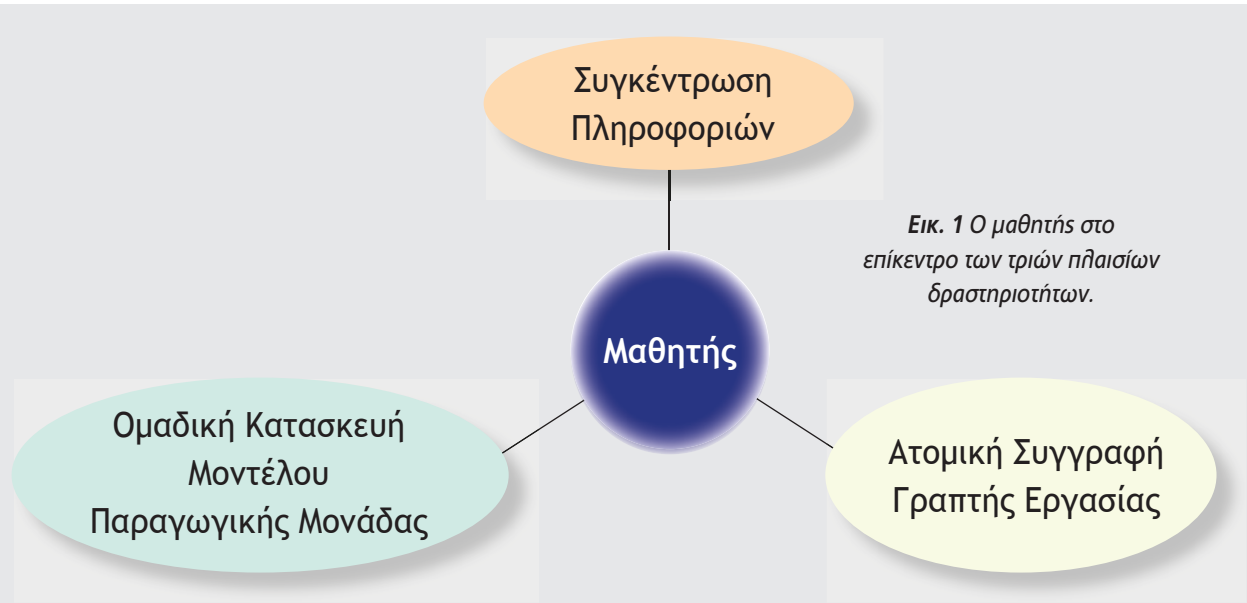 Συγκέντρωση
Πληροφοριών
Εικ. 1 Ο μαθητής στο
επίκεντρο των τριών πλαισίων
δραστηριοτήτων.
Μαθητής
Ομαδική Κατασκευή
Μοντέλου
Παραγωγικής Μονάδας
Ατομική Συγγραφή
Γραπτής Εργασίας